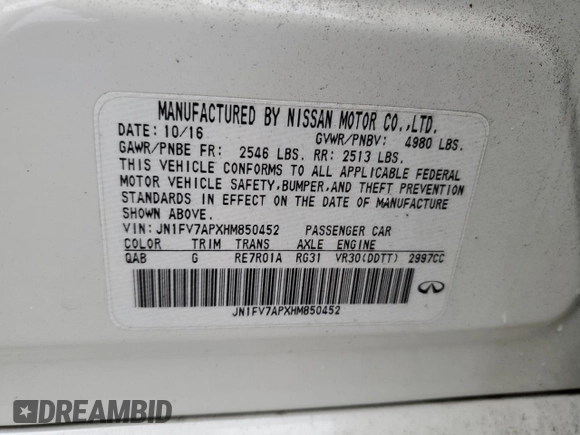 MANUFACTURED BY NISSAN MOTOR CO.,LTD.
DATE: 10/16 GVWR/PNBV: 4980 LBS.
GAWR/PNBE FR: 2546 LBS. RR: 2513 LBS.
THIS VEHICLE CONFORMS TO ALL APPLICABLE FEDERAL
MOTOR VEHICLE SAFETY, BUMPER, AND THEFT PREVENTION
STANDARDS IN EFFECT ON THE DATE OF MANUFACTURE
SHOWN ABOVE.
VIN: JN1FV7APXHM850452 PASSENGER CAR
COLOR TRIM TRANS AXLE ENGINE
QAB G RE7R01A RG31 VR30(DDTT) 2997CC
JN1FV7APXHM850452
DREAMBID